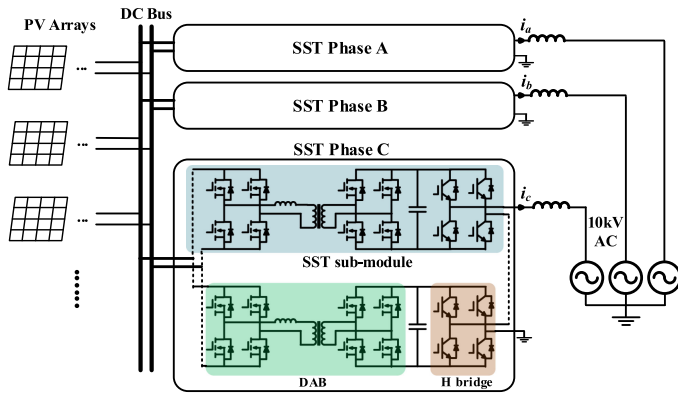 PV Arrays
DC Bus
SST Phase A
SST Phase B
SST Phase C
SST sub-module
DAB
H bridge
i_a
i_b
i_c
10kV
AC
...
...
...